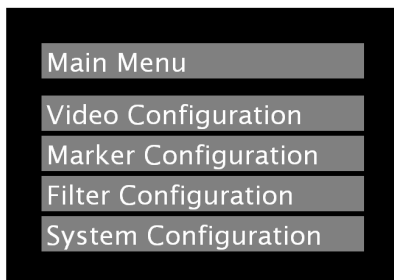 Main Menu
Video Configuration
Marker Configuration
Filter Configuration
System Configuration